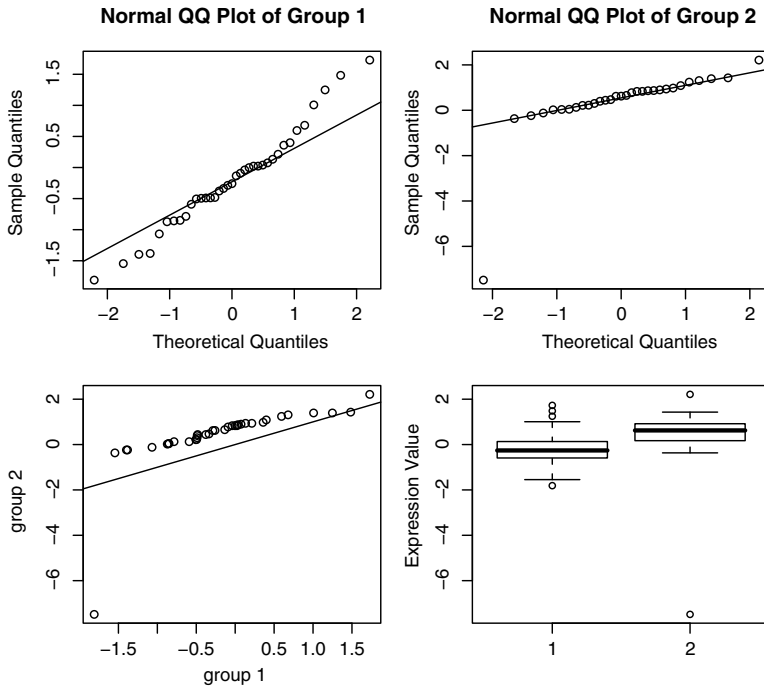 Normal QQ Plot of Group 1
Sample Quantiles
1.5
0.5
−0.5
−1.5
−2 −1 0 1 2
Theoretical Quantiles
Normal QQ Plot of Group 2
Sample Quantiles
2
0
−2
−4
−6
−2 −1 0 1 2
Theoretical Quantiles
group 2
2
0
−2
−4
−6
−1.5 −0.5 0.5 1.0 1.5
group 1
Expression Value
2
0
−2
−4
−6
1 2